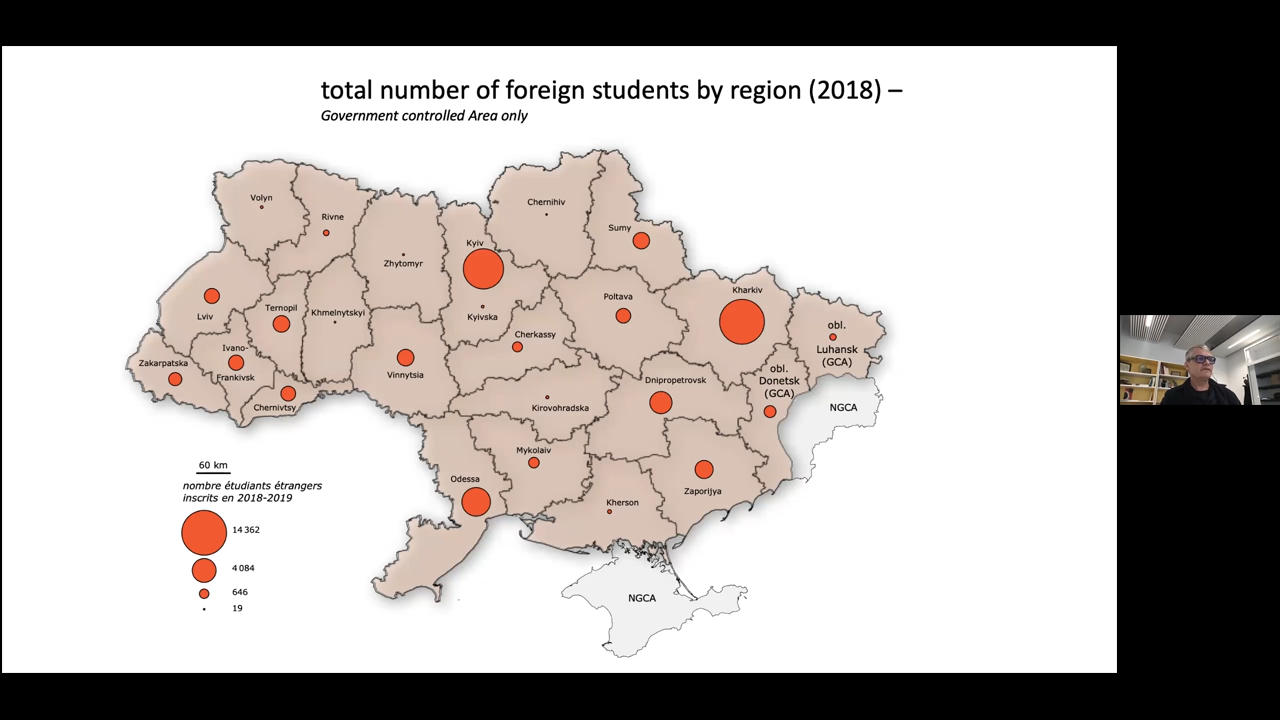 total number of foreign students by region (2018) –
Government controlled Area only
Volyn
Rivne
Zhytomyr
Kyiv
Kyivska
Chernihiv
Sumy
Lviv
Ternopil
Khmelnytskyi
Zakarpatska
Ivano-
Frankivsk
Chernivtsy
Vinnytsia
Cherkassy
Poltava
Kharkiv
obl.
Luhansk
(GCA)
obl.
Donetsk
(GCA)
NGCA
Dnipropetrovsk
Kirovohradska
Mykolaiv
Odessa
Kherson
Zaporijya
NGCA
60 km
nombre étudiants étrangers
inscrits en 2018-2019
14 362
4 084
646
19